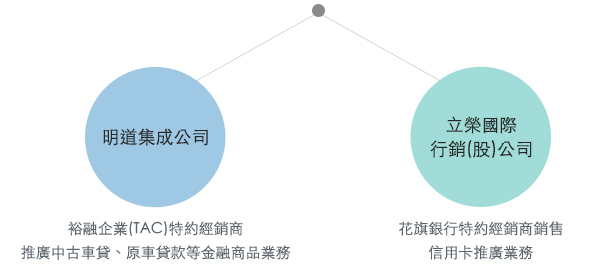 明道集成公司
立榮國際
行銷(股)公司
裕融企業(TAC)特約經銷商
推廣中古車貸、原車貸款等金融商品業務
花旗銀行特約經銷商銷售
信用卡推廣業務